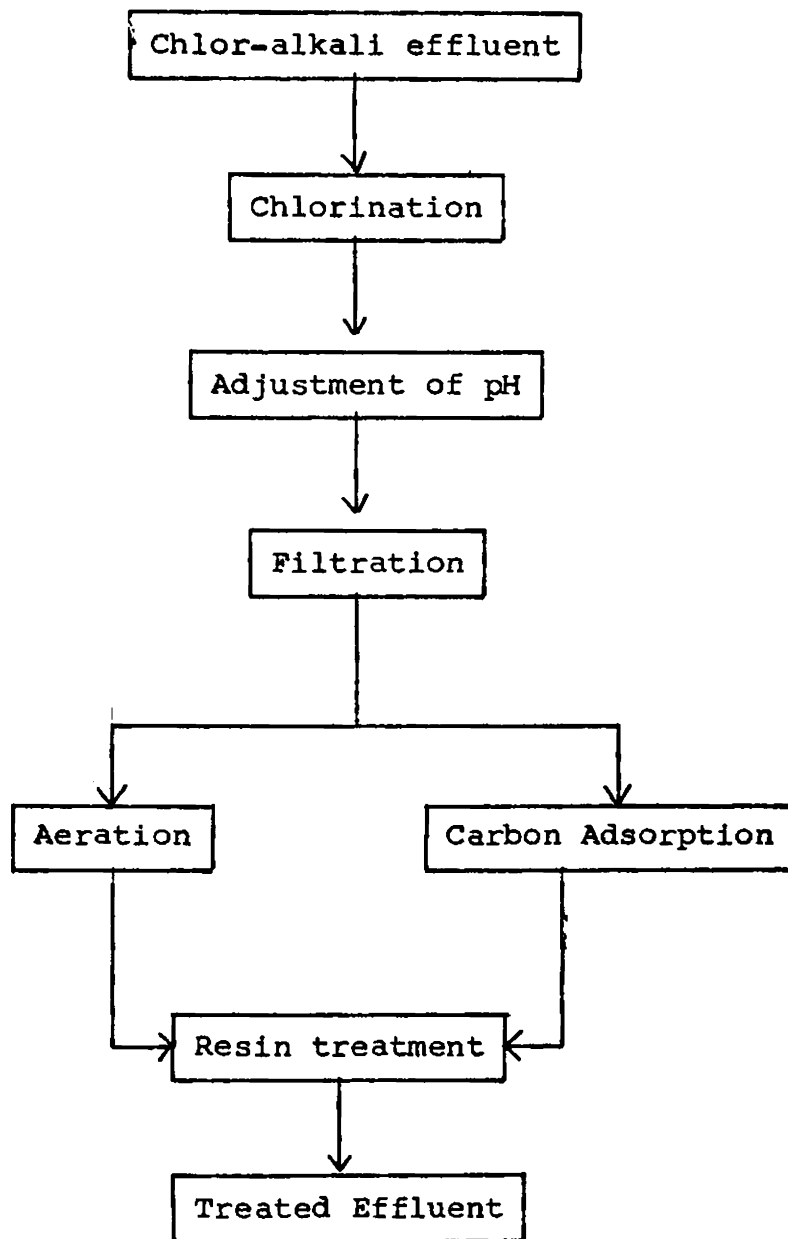 Chlor-alkali effluent
Chlorination
Adjustment of pH
Filtration
Aeration
Carbon Adsorption
Resin treatment
Treated Effluent